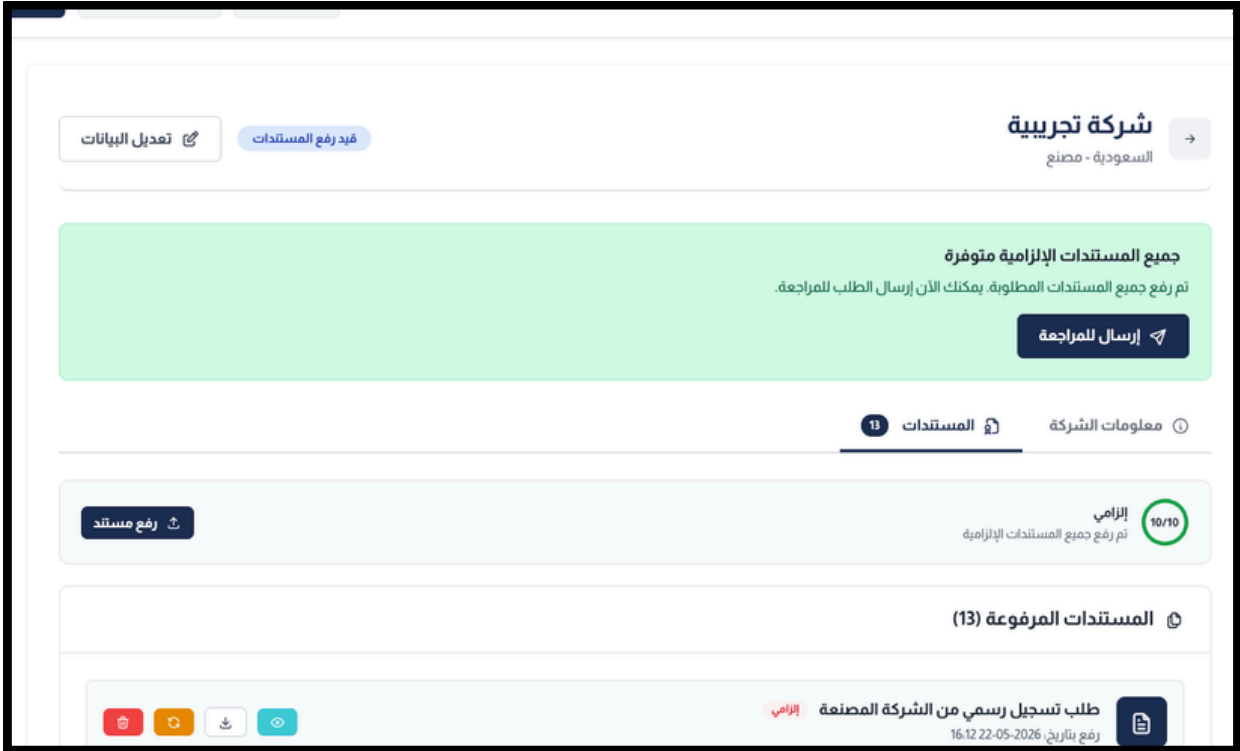 شركة تجريبية
السعودية - مصنع
قيد رفع المستندات
تعديل البيانات
جميع المستندات الإلزامية متوفرة
تم رفع جميع المستندات المطلوبة. يمكنك الآن إرسال الطلب للمراجعة.
إرسال للمراجعة
معلومات الشركة
المستندات 13
10/10
إلزامي
تم رفع جميع المستندات الإلزامية
رفع مستند
المستندات المرفوعة (13)
طلب تسجيل رسمي من الشركة المصنعة إلزامي
رفع بتاريخ: 2026-05-22 16:12